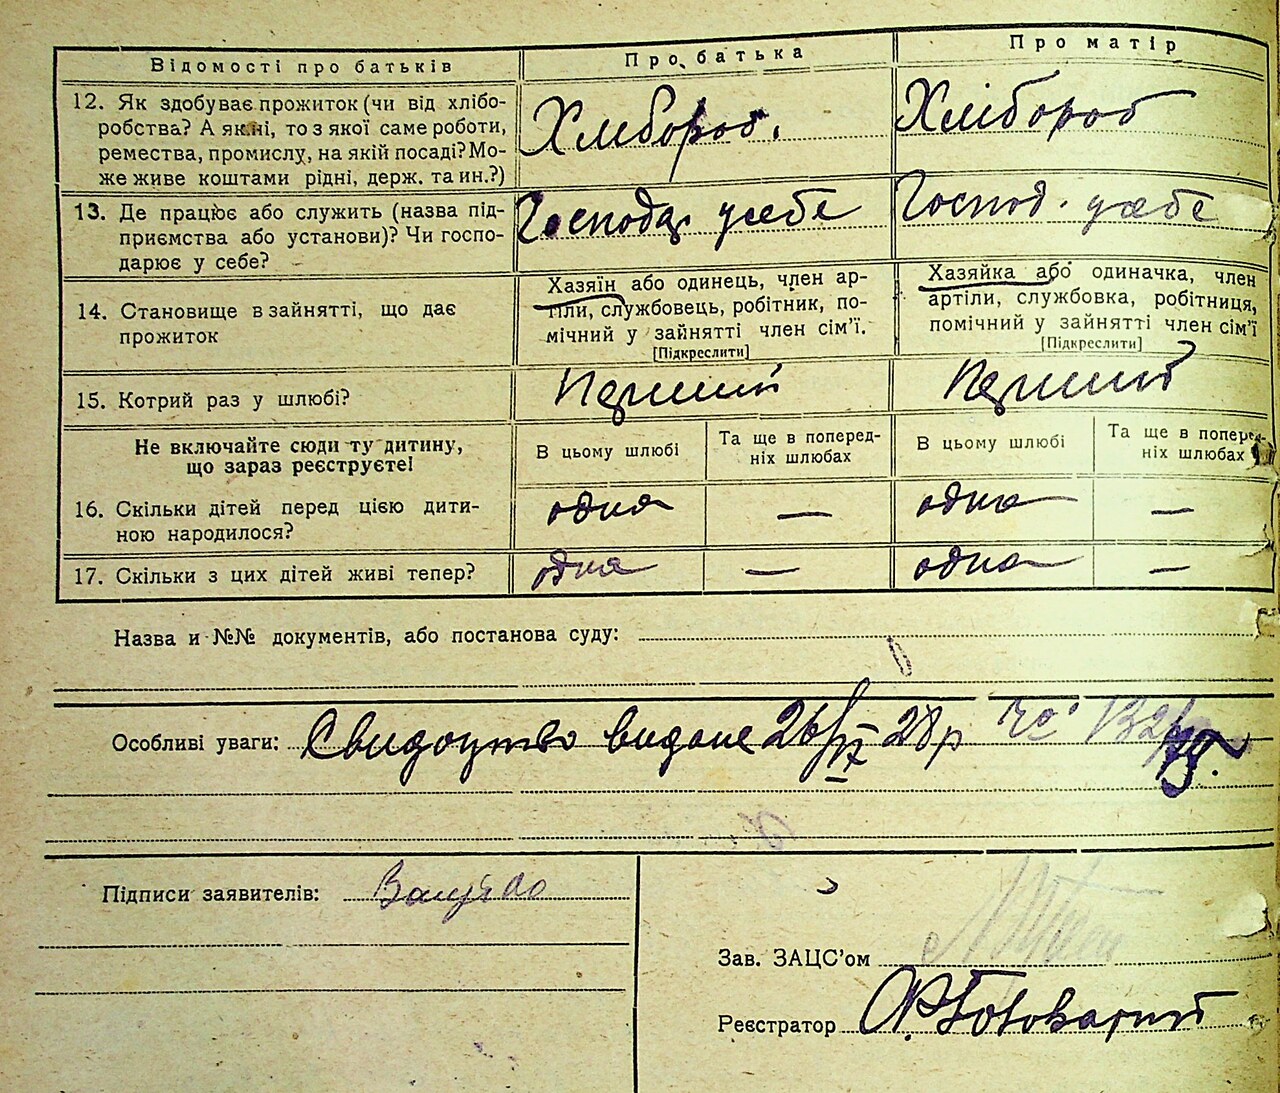 Відомості про батьків
Про батька
Про матір
12. Як здобуває прожиток (чи від хлібо-
робства? А як ні, то з якої саме роботи,
ремества, промислу, на якій посаді? Мо-
же живе коштами рідні, держ. та ин.?)
Хлібороб.
Хлібороб
13. Де працює або служить (назва під-
приємства або установи)? Чи госпо-
дарює у себе?
Господар у себе
Господ. у себе
14. Становище в зайнятті, що дає
прожиток
Хазяїн або одинець, член ар-
тіли, службовець, робітник, по-
мічний у зайнятті член сім’ї.
[Підкреслити]
Хазяйка або одиначка, член
артіли, службовка, робітниця,
помічний у зайнятті член сім’ї
[Підкреслити]
15. Котрий раз у шлюбі?
Перший
Перший
Не включайте сюди ту дитину,
що зараз реєструєте!
В цьому шлюбі
Та ще в поперед-
ніх шлюбах
В цьому шлюбі
Та ще в поперед-
ніх шлюбах
16. Скільки дітей перед цією дити-
ною народилося?
одна — одна —
17. Скільки з цих дітей живі тепер?
одна — одна —
Назва и №№ документів, або постанова суду:
Особливі уваги: Свидоцтво видане 28 р
Підписи заявителів:
Зав. ЗАЦС’ом
Реєстратор